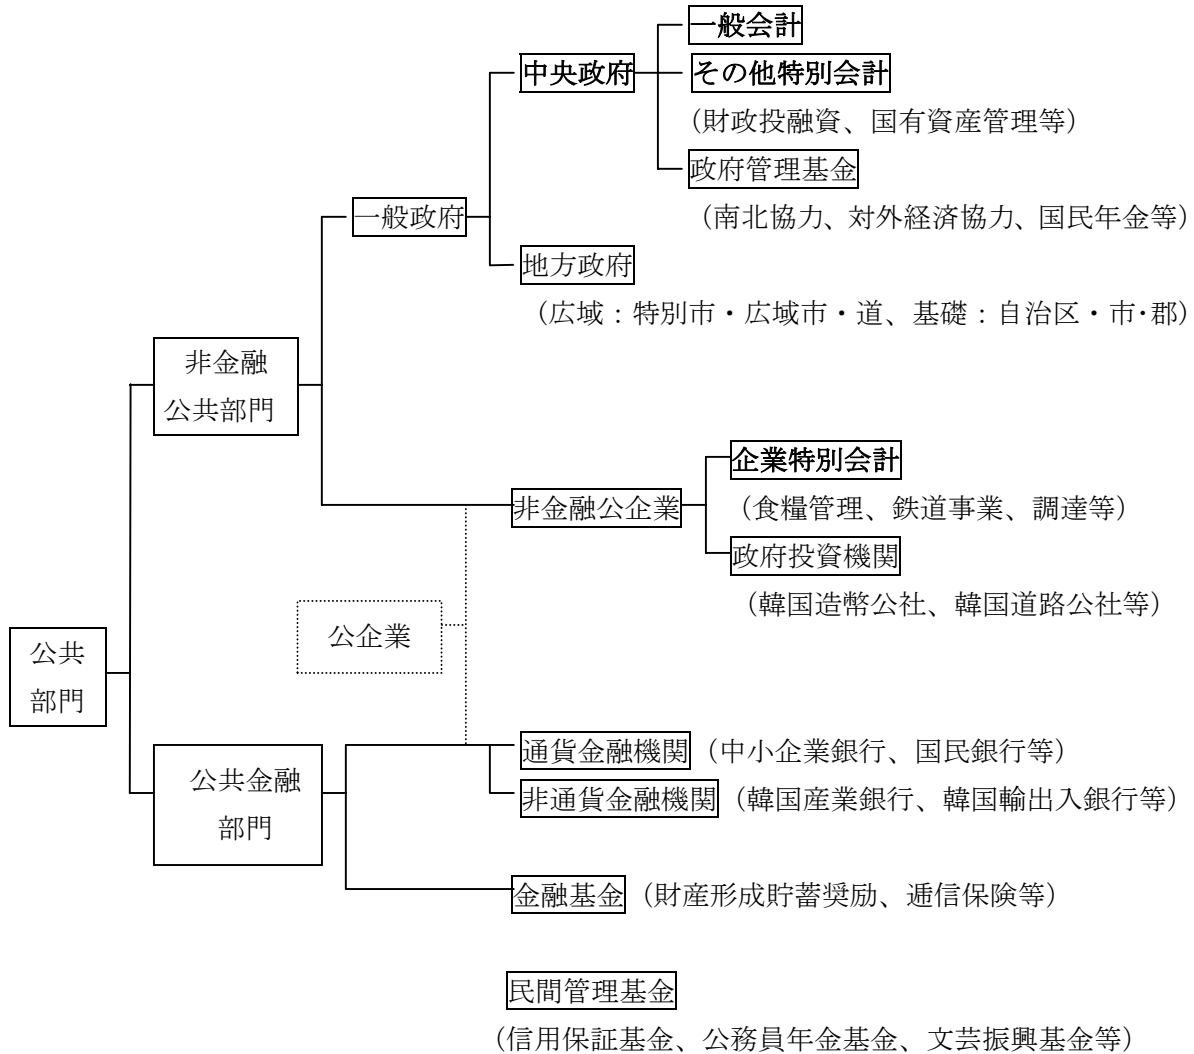 一般会計
中央政府
その他特別会計
（財政投融資、国有資産管理等）
政府管理基金
一般政府
（南北協力、対外経済協力、国民年金等）
地方政府
（広域：特別市・広域市・道、基礎：自治区・市・郡）
非金融
公共部門
企業特別会計
非金融公企業
（食糧管理、鉄道事業、調達等）
政府投資機関
（韓国造幣公社、韓国道路公社等）
公企業
公共
部門
通貨金融機関（中小企業銀行、国民銀行等）
公共金融
部門
非通貨金融機関（韓国産業銀行、韓国輸出入銀行等）
金融基金（財産形成貯蓄奨励、逓信保険等）
民間管理基金
（信用保証基金、公務員年金基金、文芸振興基金等）